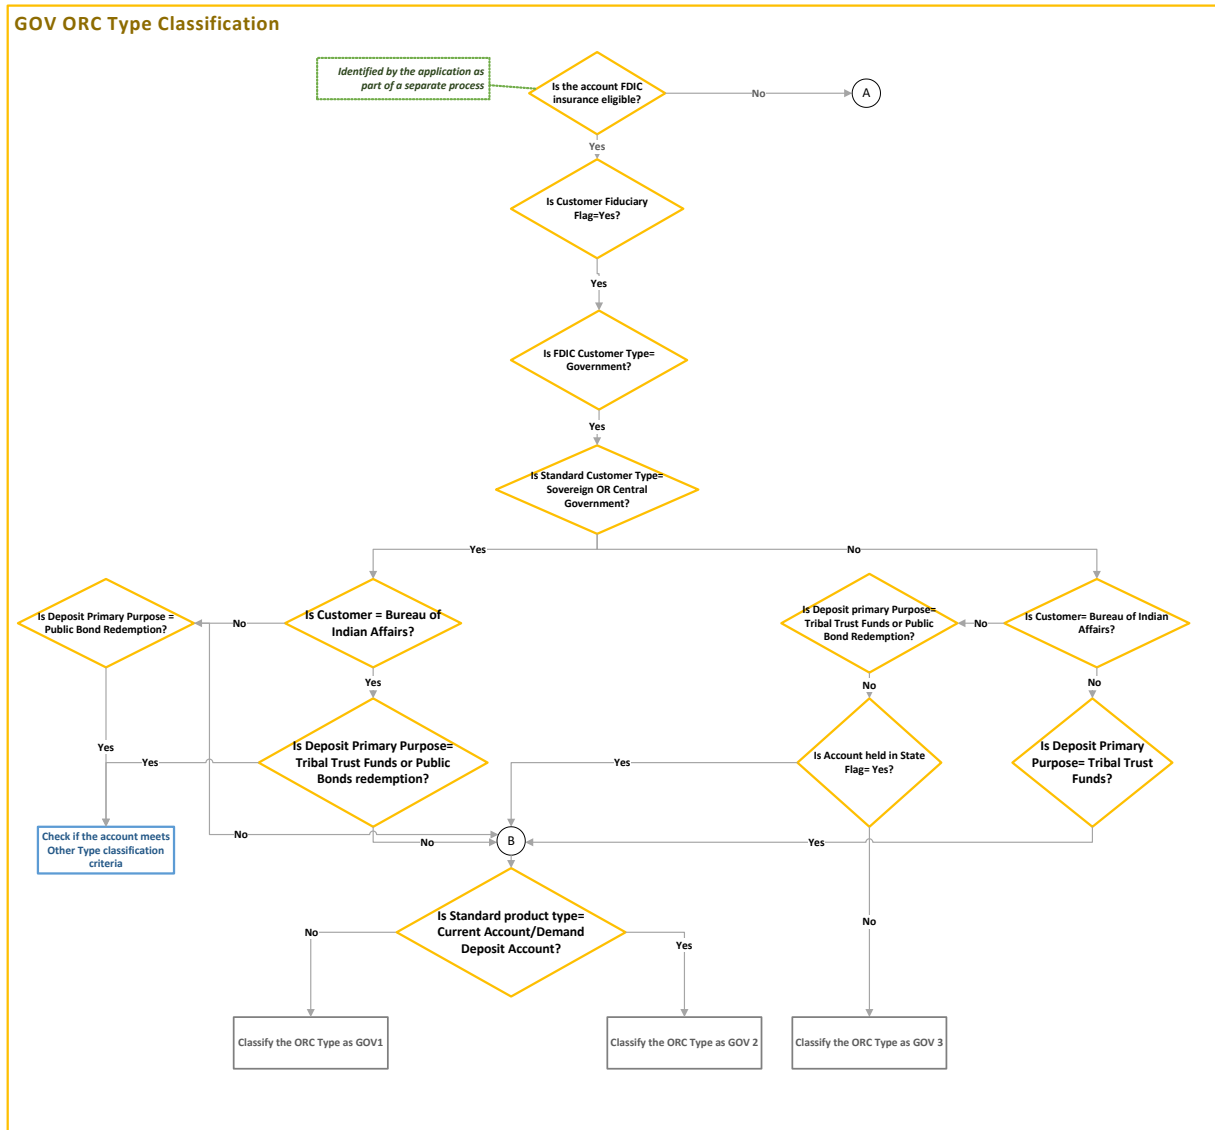 GOV ORC Type Classification
Identified by the application as
part of a separate process
Is the account FDIC
insurance eligible?
No
A
Yes
Is Customer Fiduciary
Flag=Yes?
Yes
Is FDIC Customer Type=
Government?
Yes
Is Standard Customer Type=
Sovereign OR Central
Government?
Yes
No
Is Deposit Primary Purpose =
Public Bond Redemption?
No
Is Customer = Bureau of
Indian Affairs?
Is Deposit primary Purpose=
Tribal Trust Funds or Public
Bond Redemption?
No
Is Customer= Bureau of Indian
Affairs?
Yes
No
No
Yes
Yes
Is Deposit Primary Purpose=
Tribal Trust Funds or Public
Bonds redemption?
Yes
Is Account held in State
Flag= Yes?
Is Deposit Primary
Purpose= Tribal Trust
Funds?
Check if the account meets
Other Type classification
criteria
No
No
B
Yes
Is Standard product type=
Current Account/Demand
Deposit Account?
No
Yes
No
Classify the ORC Type as GOV1
Classify the ORC Type as GOV 2
Classify the ORC Type as GOV 3